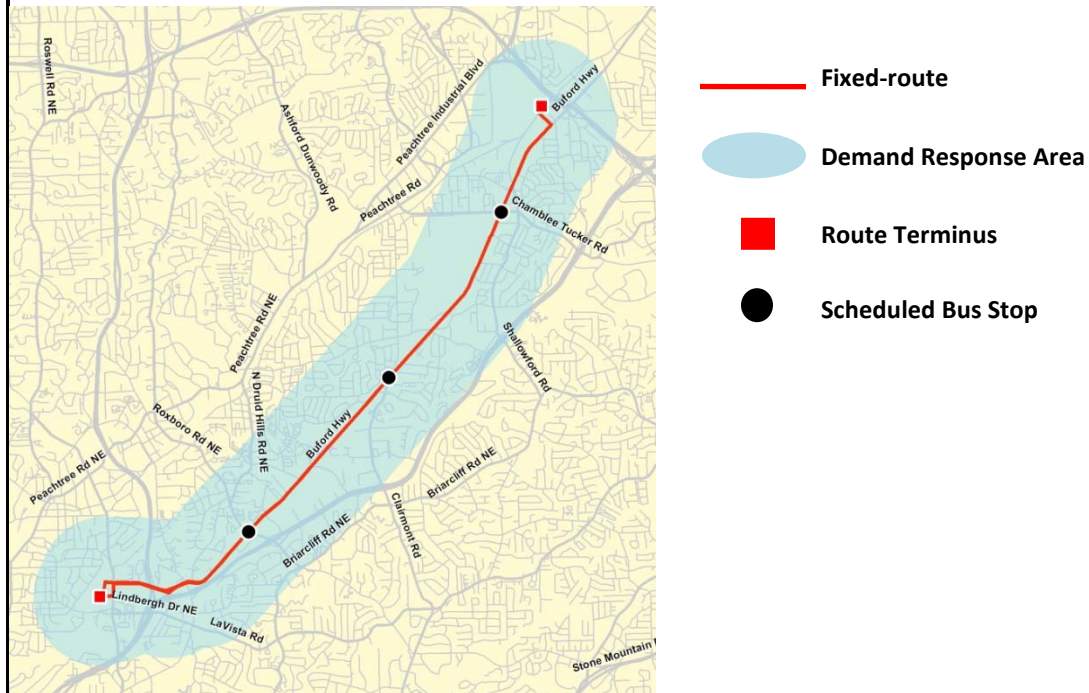 Roswell Rd NE
Ashford Dunwoody Rd
Peachtree Industrial Blvd
Buford Hwy
Peachtree Rd
Chamblee Tucker Rd
Peachtree Rd NE
Shallowford Rd
N Druid Hills Rd NE
Roxboro Rd NE
Buford Hwy
Peachtree Rd NE
Briarcliff Rd NE
Clairmont Rd
Briarcliff Rd NE
Lindbergh Dr NE
LaVista Rd
Stone Mountain
Fixed-route
Demand Response Area
Route Terminus
Scheduled Bus Stop